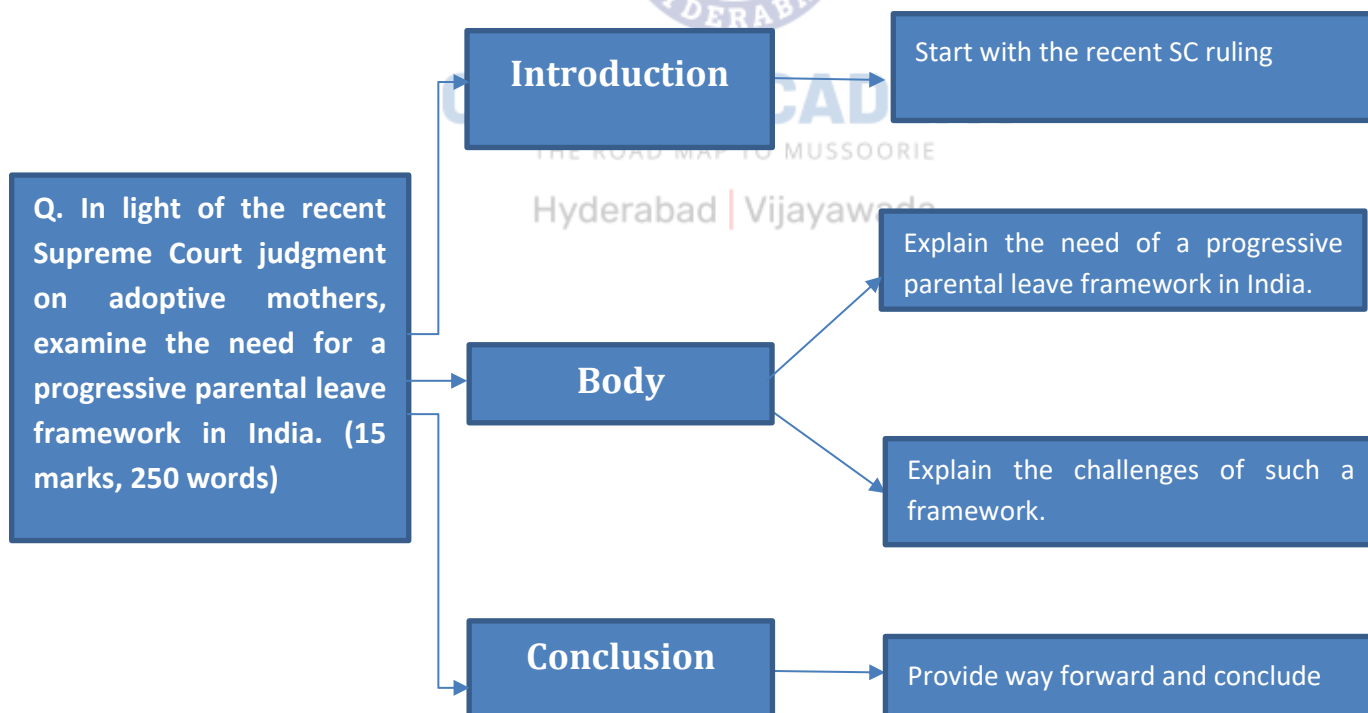 Q. In light of the recent
Supreme Court judgment
on adoptive mothers,
examine the need for a
progressive parental leave
framework in India. (15
marks, 250 words)
Introduction
Start with the recent SC ruling
THE ROAD MAP TO MUSSOORIE
Hyderabad | Vijayawada
Body
Explain the need of a progressive
parental leave framework in India.
Explain the challenges of such a
framework.
Conclusion
Provide way forward and conclude